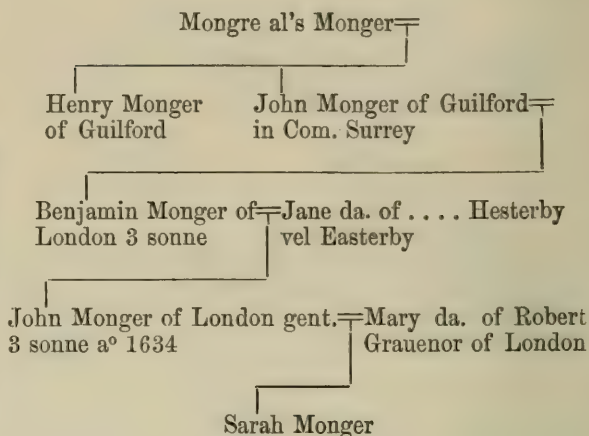 Mongre al's Monger
Henry Monger
of Guilford
John Monger of Guilford
in Com. Surrey
Benjamin Monger of
London 3 sonne
Jane da. of .... Hesterby
vel Easterby
John Monger of London gent.
3 sonne aº 1634
Mary da. of Robert
Grauenor of London
Sarah Monger